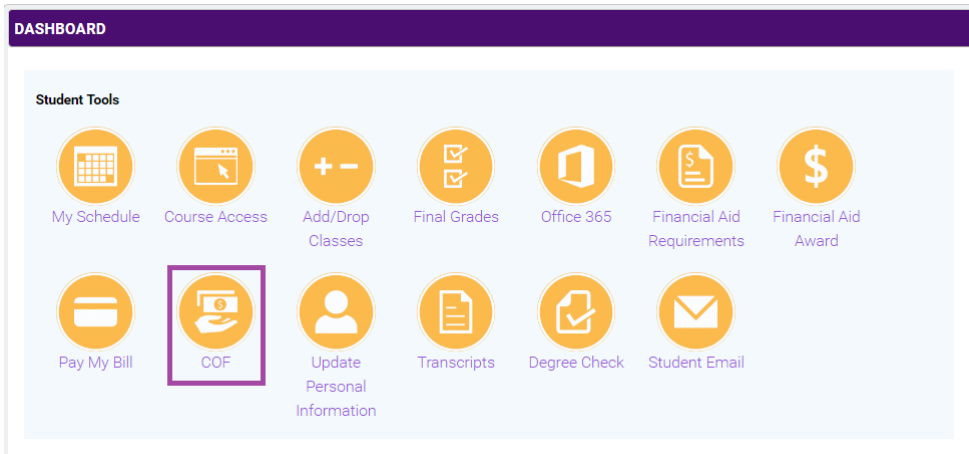 DASHBOARD
Student Tools
My Schedule
Course Access
Add/Drop
Classes
Final Grades
Office 365
Financial Aid
Requirements
Financial Aid
Award
Pay My Bill
COF
Update
Personal
Information
Transcripts
Degree Check
Student Email